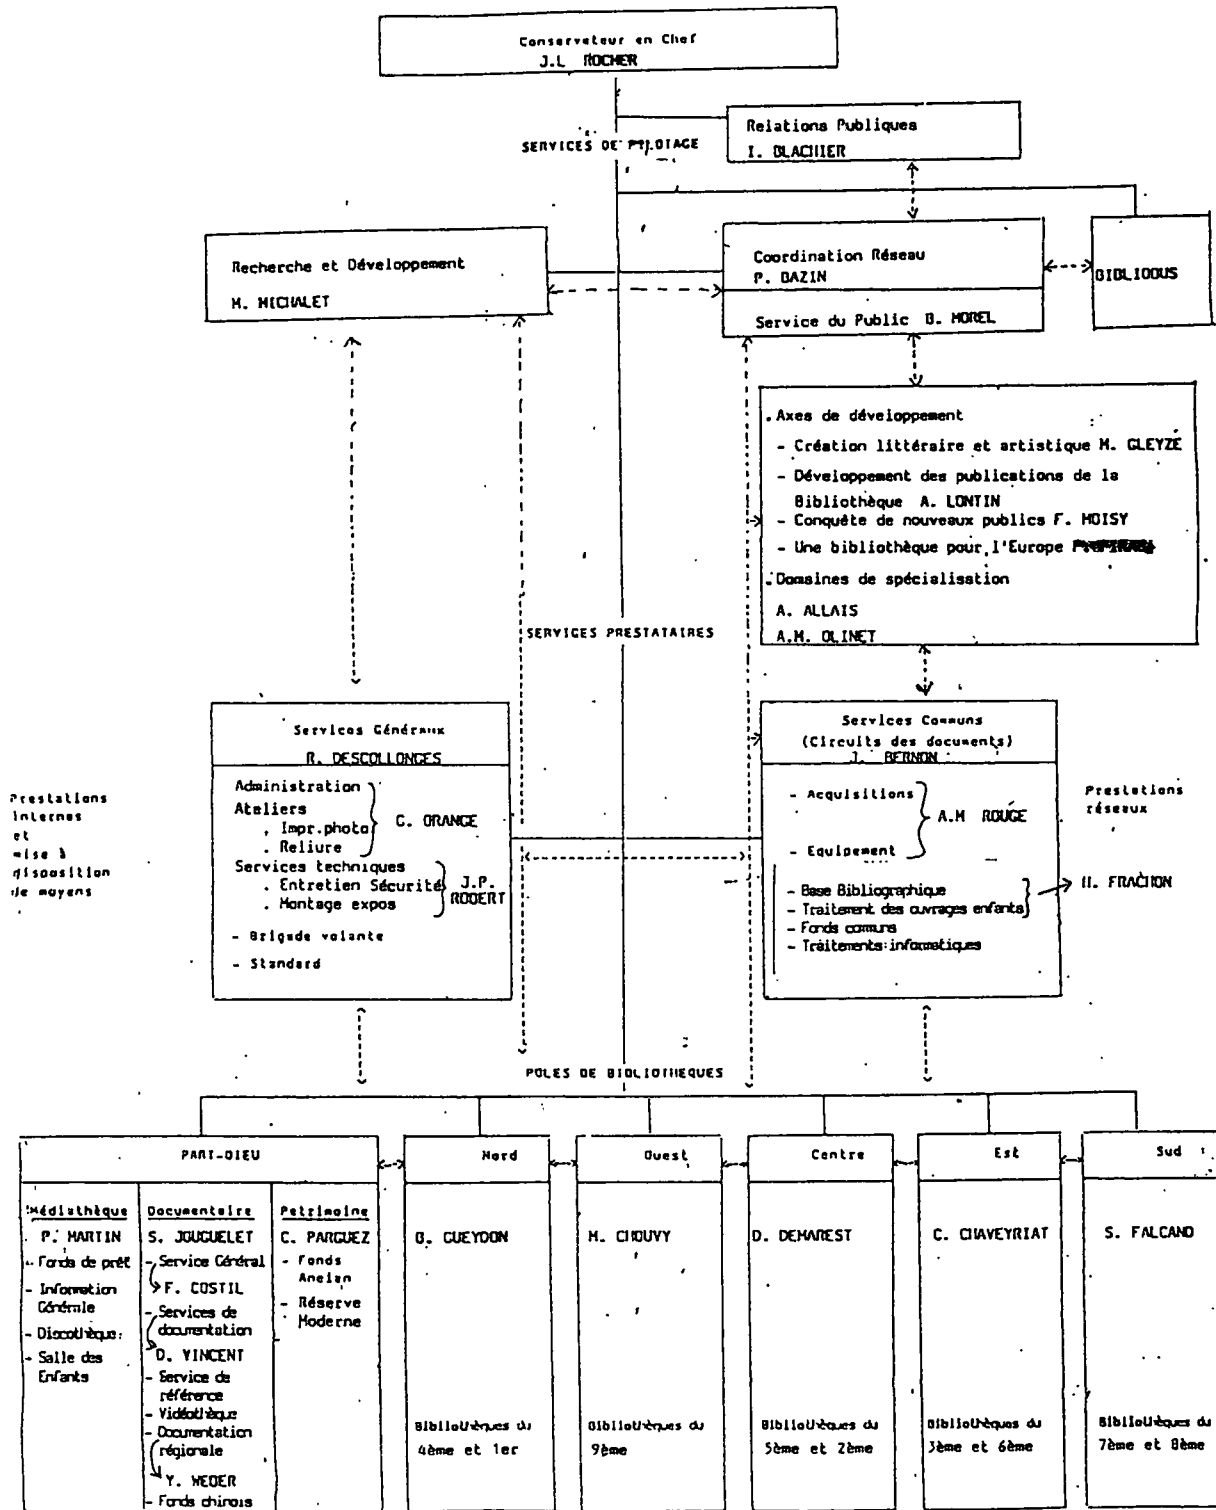 Conservateur en Chef
J.L ROCHER
Relations Publiques
I. BLACHIER
SERVICES DE PILOTAGE
Recherche et Développement
M. MICHALET
Coordination Réseau
P. BAZIN
Service du Public B. MOREL
BIBLIOBUS
. Axes de développement
- Création littéraire et artistique M. GLEYZE
- Développement des publications de la
Bibliothèque A. LONTIN
- Conquête de nouveaux publics F. MOISY
- Une bibliothèque pour l'Europe
. Domaines de spécialisation
A. ALLAIS
A.M. OLINET
SERVICES PRESTATAIRES
Services Généraux
R. DESCOLLONGES
Administration
Ateliers
. Impr.photo
. Reliure
G. ORANGE
Services techniques
. Entretien Sécurité
. Montage expos
J.P.
ROBERT
- Brigade volante
- Standard
Prestations
internes
et
mise à
disposition
de moyens
Services Communs
(Circuits des documents)
J. BERNON
- Acquisitions
A.M ROUGE
- Equipement
- Base Bibliographique
- Traitement des ouvrages enfants
H. FRACHON
- Fonds communs
- Traitements informatiques
Prestations
réseaux
POLES DE BIBLIOTHEQUES
PART-DIEU
Médiathèque
P. MARTIN
- Fonds de prêt
- Information
Générale
- Discothèque
- Salle des
Enfants
Documentaire
S. JOUGUELET
- Service Général
F. COSTIL
- Services de
documentation
D. VINCENT
- Service de
référence
- Vidéothèque
- Documentation
régionale
Y. WEBER
- Fonds chinois
Patrimoine
C. PARGUEZ
- Fonds
Ancien
- Réserve
Moderne
Nord
G. GUEYDON
Bibliothèques du
4ème et 1er
Ouest
M. CHOUVY
Bibliothèques du
9ème
Centre
D. DEMAREST
Bibliothèques du
5ème et 2ème
Est
C. CHAVEYRIAT
Bibliothèques du
3ème et 6ème
Sud
S. FALCAND
Bibliothèques du
7ème et 8ème